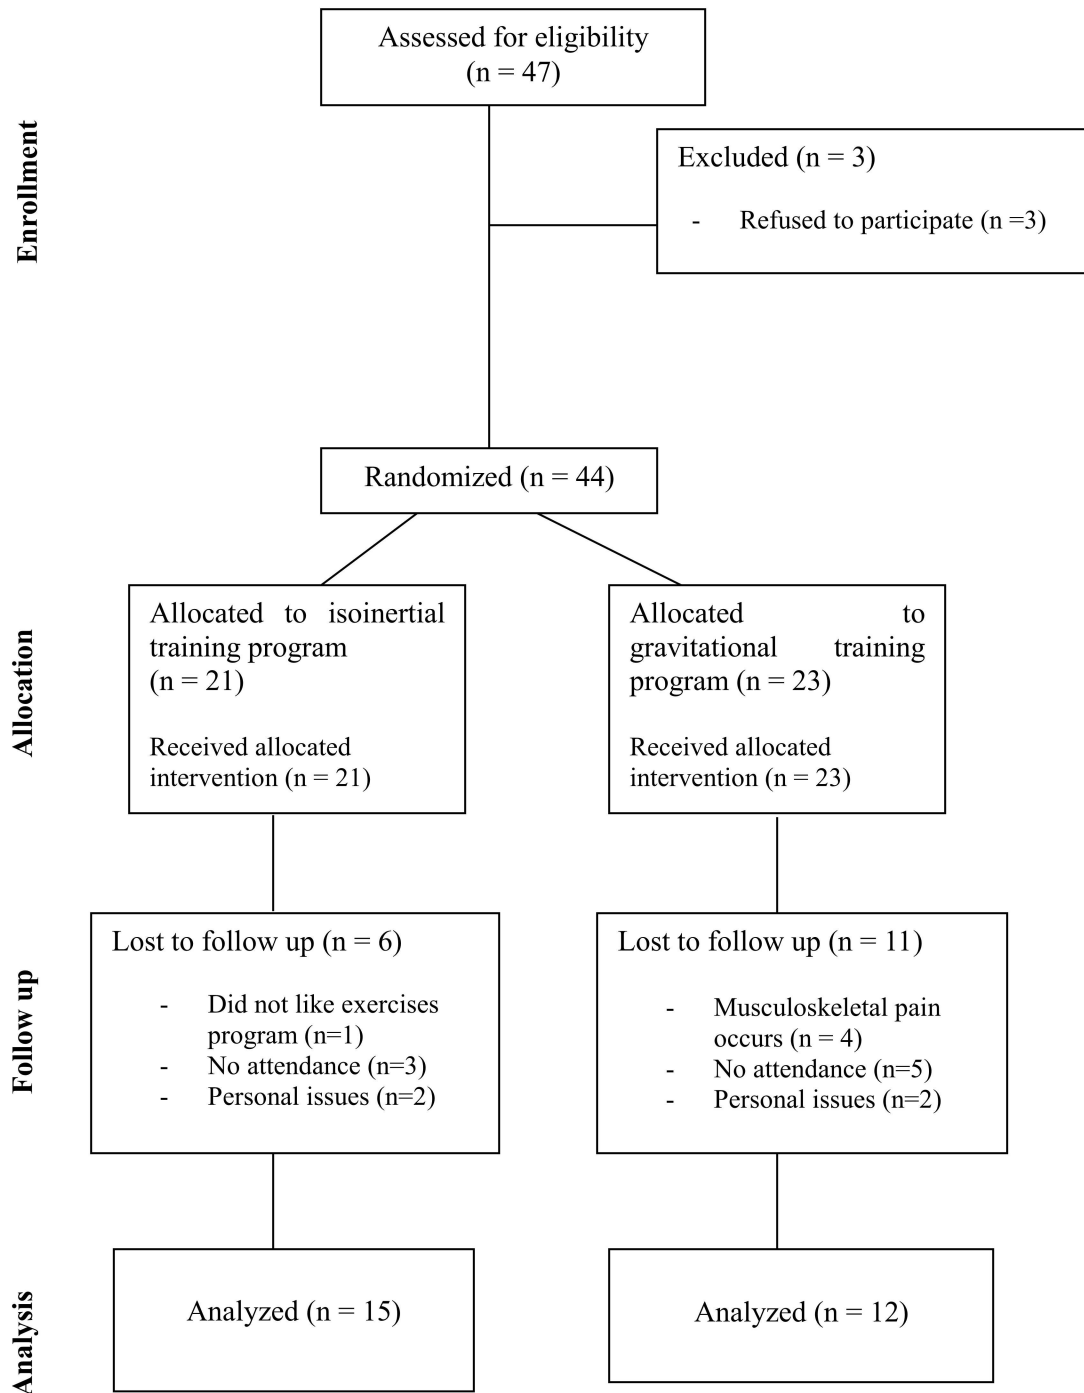 Assessed for eligibility
(n = 47)
Enrollment
Excluded (n = 3)
- Refused to participate (n =3)
Randomized (n = 44)
Allocation
Allocated to isoinertial
training program
(n = 21)
Received allocated
intervention (n = 21)
Allocated to
gravitational training
program (n = 23)
Received allocated
intervention (n = 23)
Follow up
Lost to follow up (n = 6)
- Did not like exercises
program (n=1)
- No attendance (n=3)
- Personal issues (n=2)
Lost to follow up (n = 11)
- Musculoskeletal pain
occurs (n = 4)
- No attendance (n=5)
- Personal issues (n=2)
Analysis
Analyzed (n = 15)
Analyzed (n = 12)